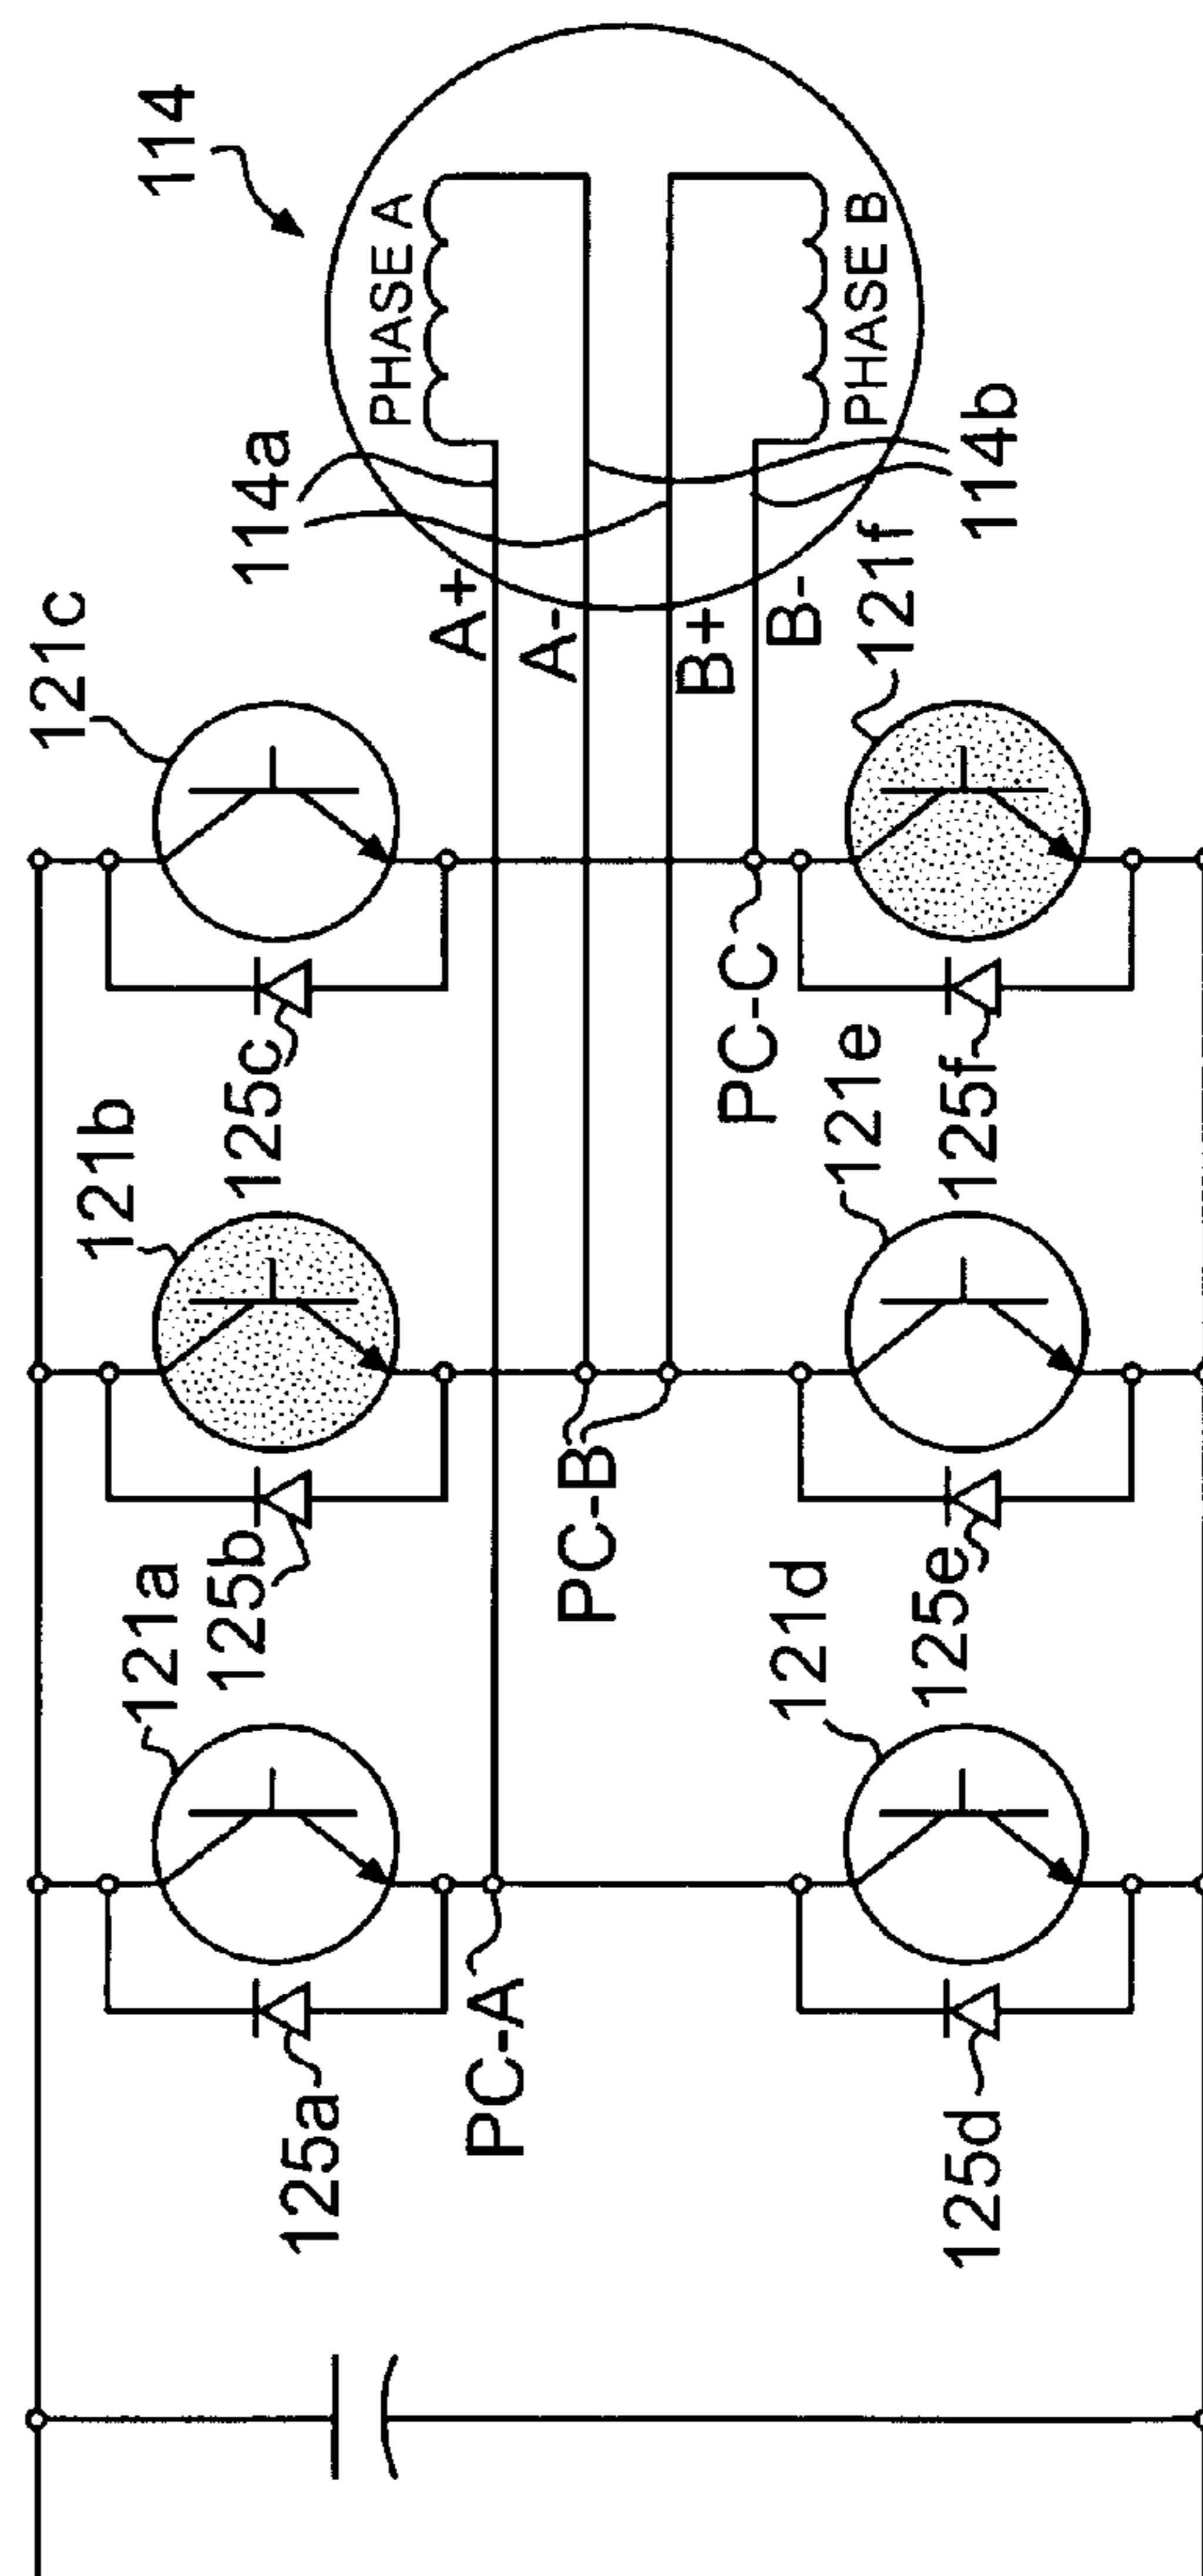 114
PHASE A
PHASE B
114a
114b
A+
A-
B+
B-
121c
121f
125c
PC-C
125f
121b
121e
125b
PC-B
125e
121a
121d
125a
PC-A
125d